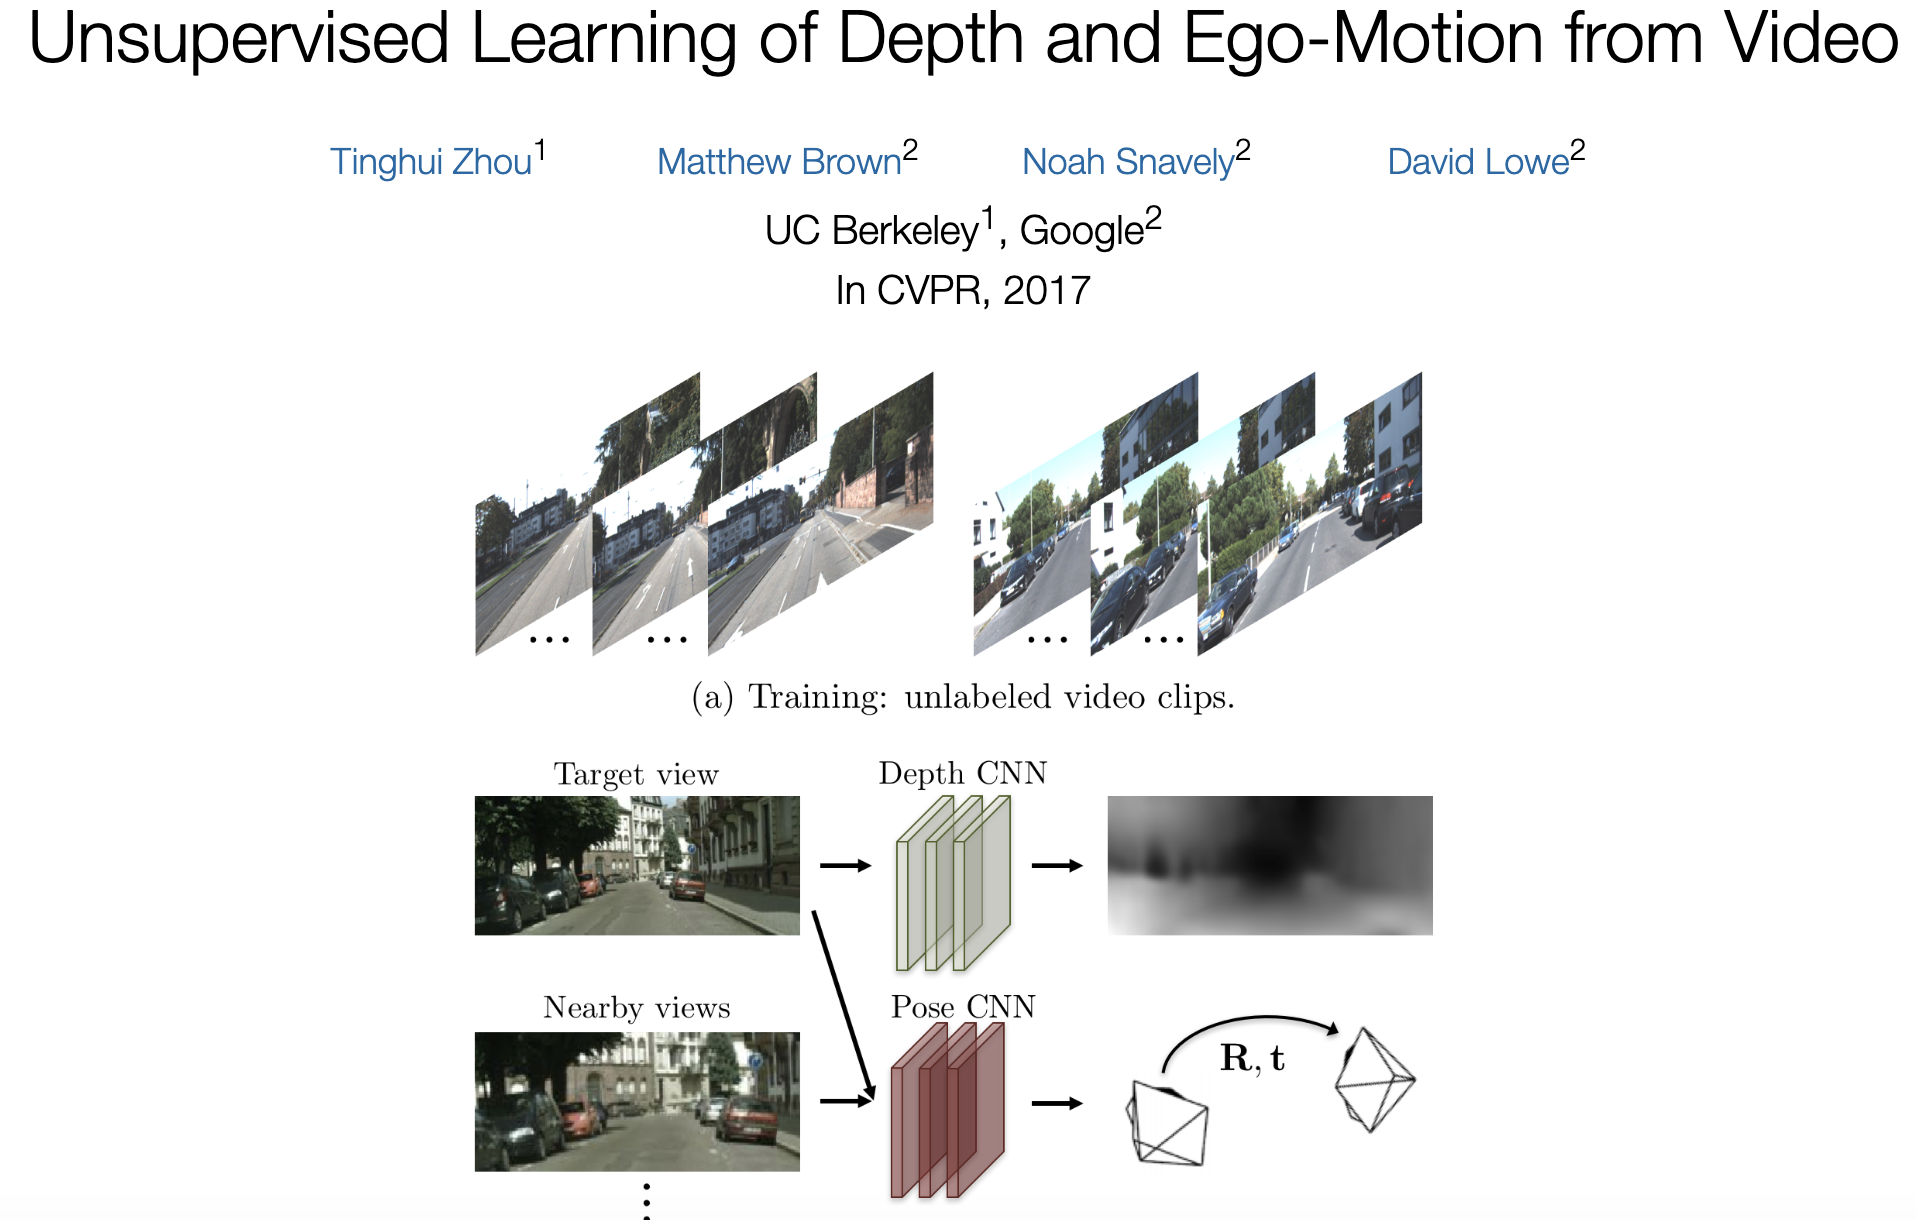 Unsupervised Learning of Depth and Ego-Motion from Video
Tinghui Zhou1 Matthew Brown2 Noah Snavely2 David Lowe2
UC Berkeley1, Google2
In CVPR, 2017
... ... ... ...
(a) Training: unlabeled video clips.
Target view Depth CNN
Nearby views Pose CNN
R, t